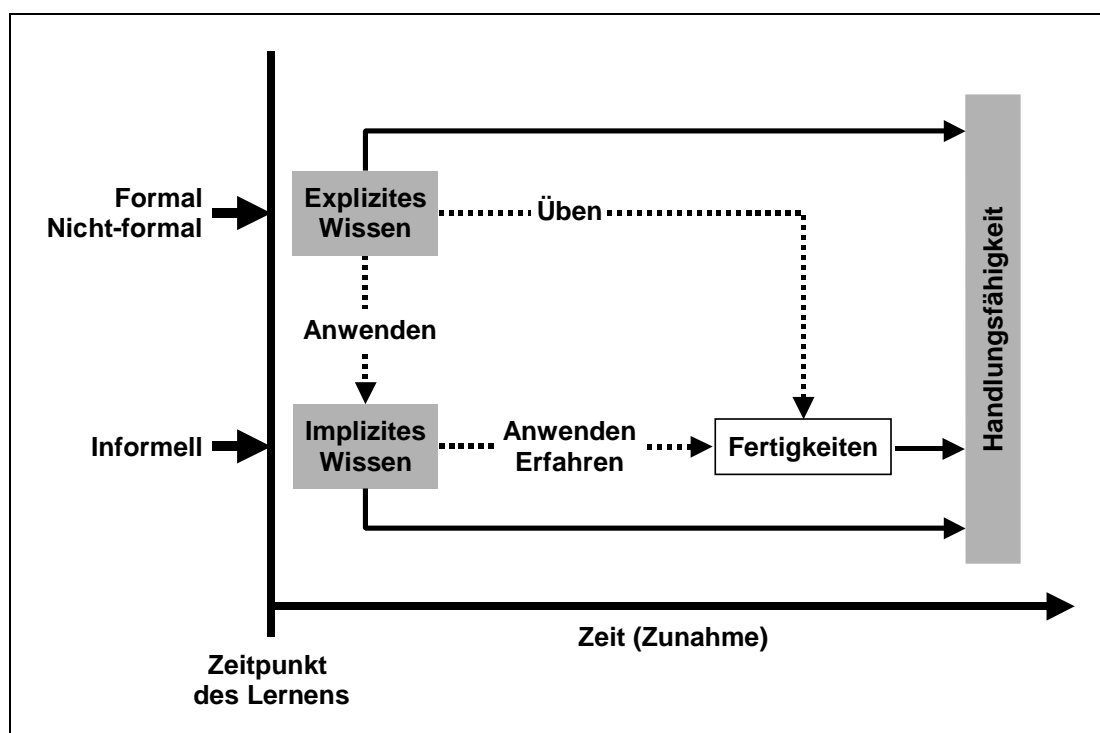 Formal
Nicht-formal
Explizites
Wissen
Üben
Anwenden
Informell
Implizites
Wissen
Anwenden
Erfahren
Fertigkeiten
Handlungsfähigkeit
Zeit (Zunahme)
Zeitpunkt
des Lernens